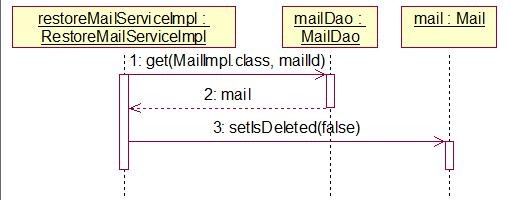 restoreMailServiceImpl :
RestoreMailServiceImpl
mailDao :
MailDao
mail : Mail
1: get(MailImpl.class, mailId)
2: mail
3: setIsDeleted(false)